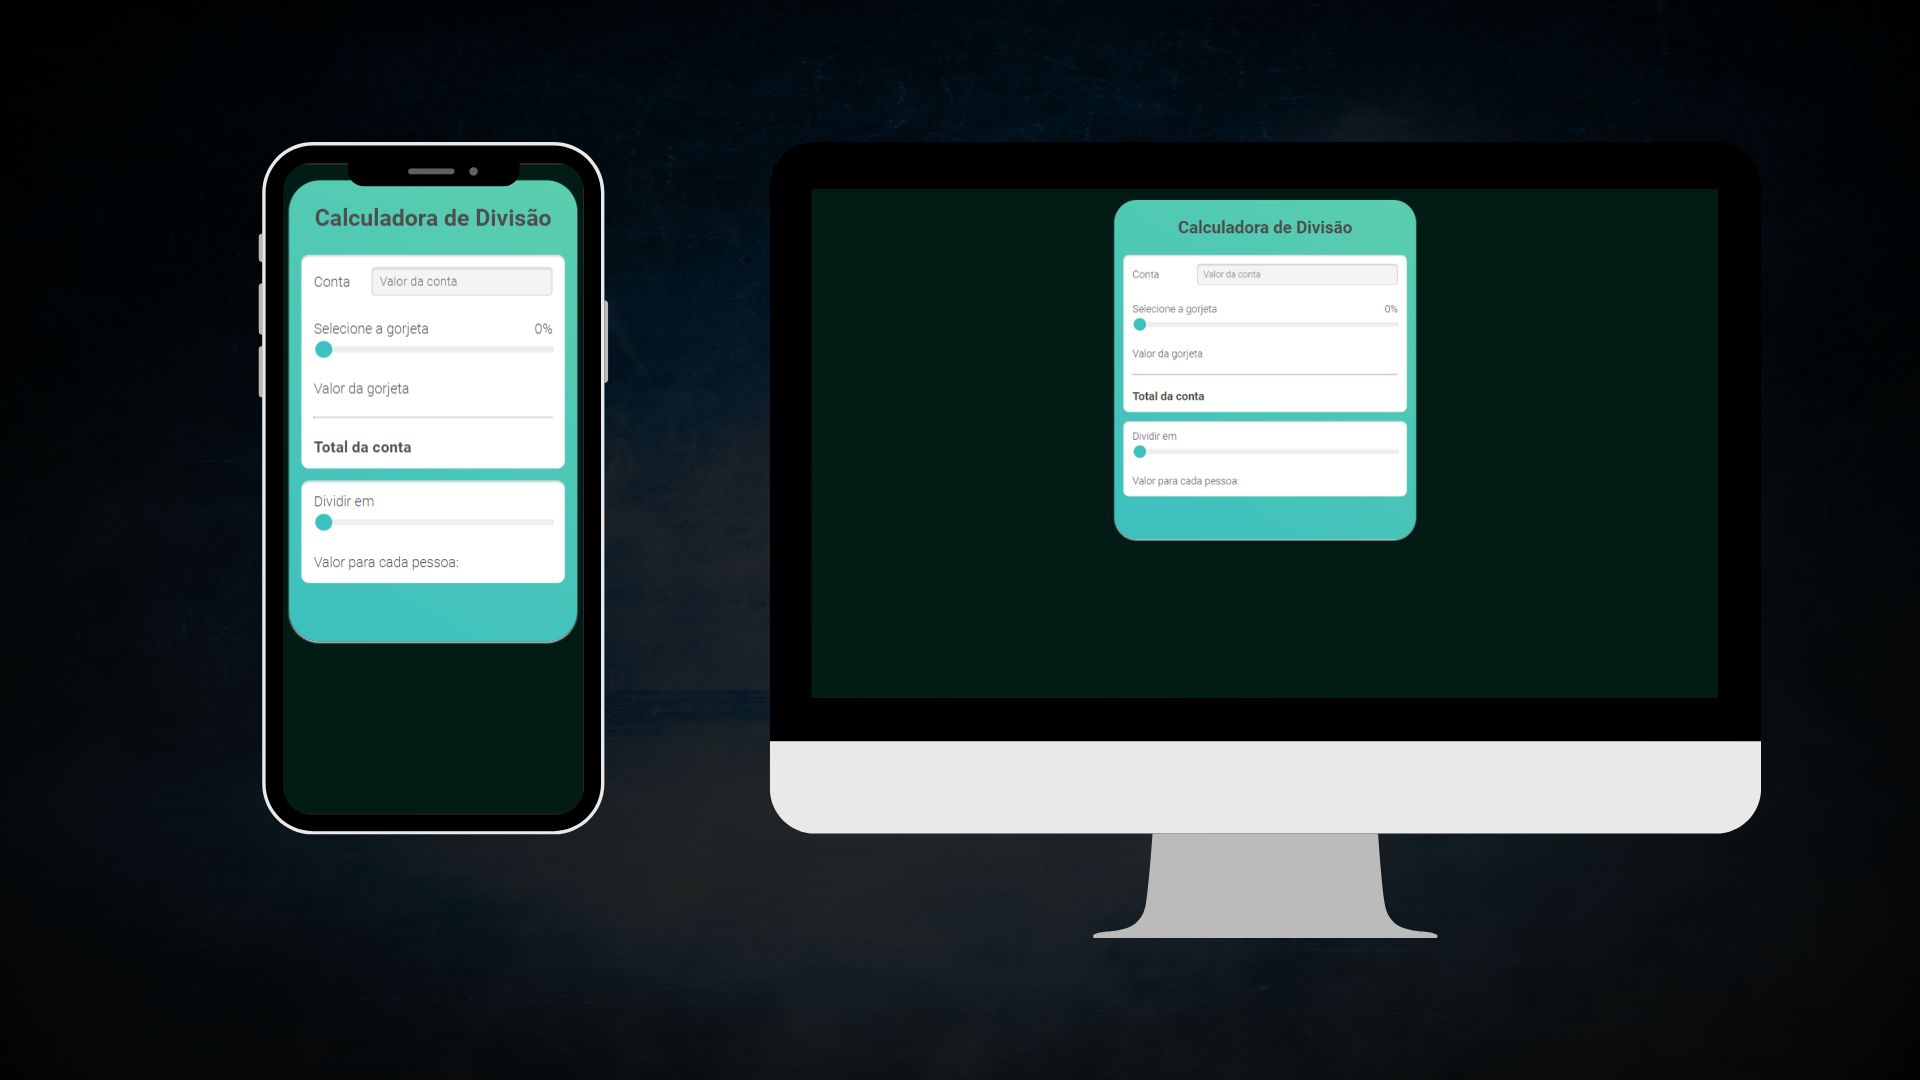 Calculadora de Divisão
Conta Valor da conta
Selecione a gorjeta 0%
Valor da gorjeta
Total da conta
Dividir em
Valor para cada pessoa:
Calculadora de Divisão
Conta Valor da conta
Selecione a gorjeta 0%
Valor da gorjeta
Total da conta
Dividir em
Valor para cada pessoa: